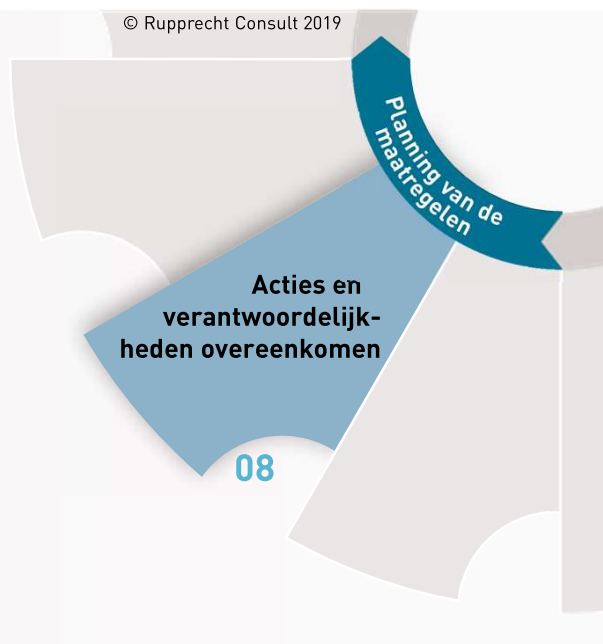 © Rupprecht Consult 2019
Planning van de
maatregelen
Acties en
verantwoordelijk-
heden overeenkomen
08